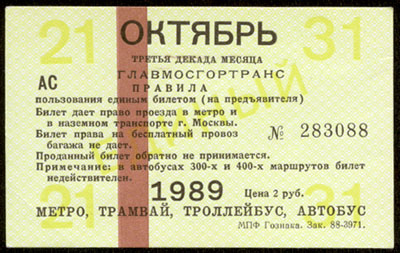 21 ОКТЯБРЬ 31
ТРЕТЬЯ ДЕКАДА МЕСЯЦА
АС ГЛАВМОСГОРТРАНС
ПРАВИЛА
пользования единым билетом (на предъявителя)
Билет дает право проезда в метро и
в наземном транспорте г. Москвы.
Билет права на бесплатный провоз
багажа не дает.
№ 283088
Проданный билет обратно не принимается.
Примечание: в автобусах 300-х и 400-х маршрутов билет
недействителен.
ЕДИНЫЙ
21 1989 Цена 2 руб. 31
МЕТРО, ТРАМВАЙ, ТРОЛЛЕЙБУС, АВТОБУС
МПФ Гознака. Зак. 88-3971.